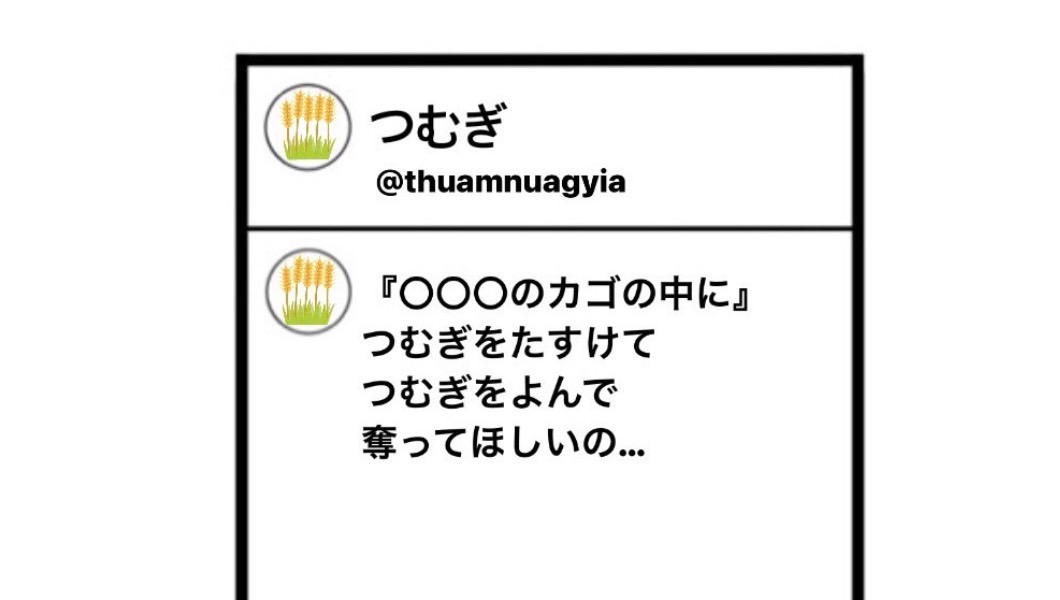 つむぎ
@thuamnuagyia
『〇〇〇のカゴの中に』
つむぎをたすけて
つむぎをよんで
奪ってほしいの...